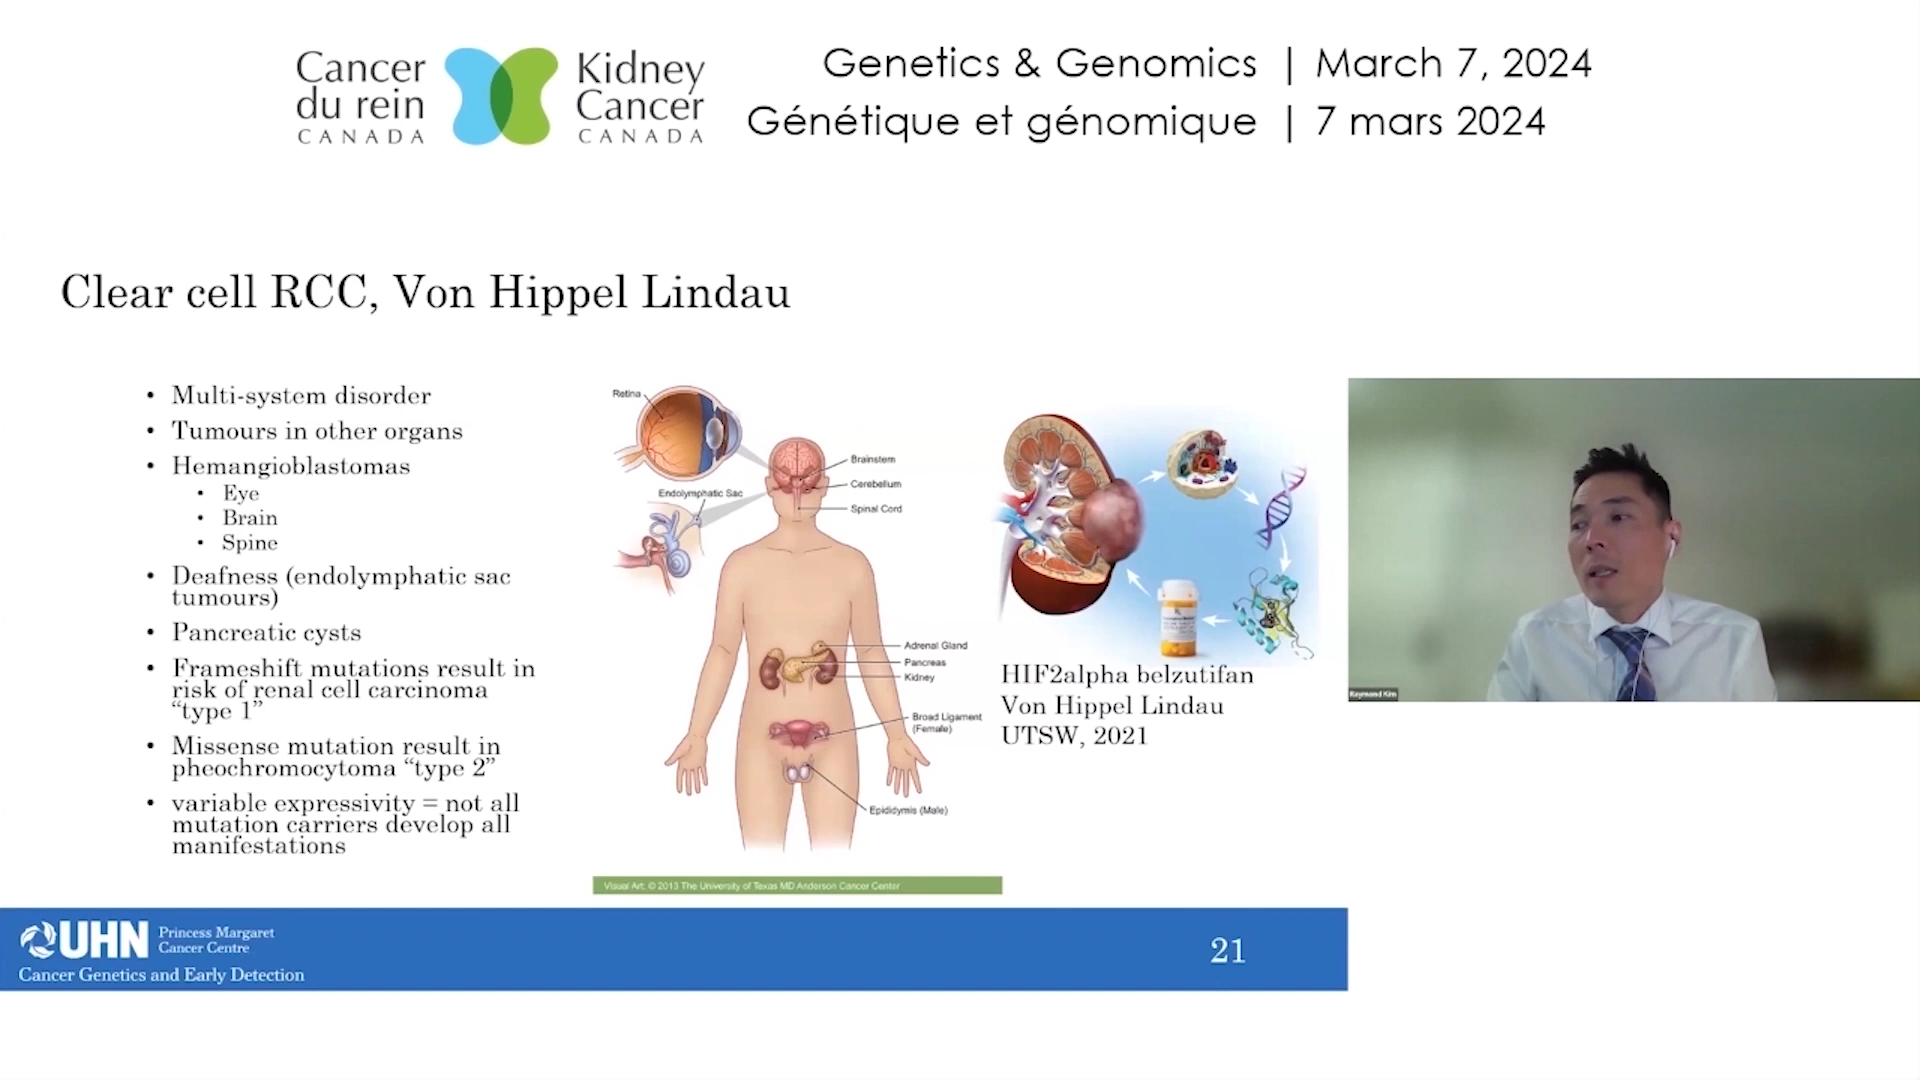 Cancer
du rein
CANADA
Kidney
Cancer
CANADA
Genetics & Genomics | March 7, 2024
Génétique et génomique | 7 mars 2024
Clear cell RCC, Von Hippel Lindau
• Multi-system disorder
• Tumours in other organs
• Hemangioblastomas
• Eye
• Brain
• Spine
• Deafness (endolymphatic sac
tumours)
• Pancreatic cysts
• Frameshift mutations result in
risk of renal cell carcinoma
“type 1”
• Missense mutation result in
pheochromocytoma “type 2”
• variable expressivity = not all
mutation carriers develop all
manifestations
Retina
Endolymphatic Sac
Brainstem
Cerebellum
Spinal Cord
Adrenal Gland
Pancreas
Kidney
Broad Ligament
(Female)
Epididymis (Male)
Visual Art: © 2013 The University of Texas MD Anderson Cancer Center
HIF2alpha belzutifan
Von Hippel Lindau
UTSW, 2021
Raymond Kim
UHN
Princess Margaret
Cancer Centre
Cancer Genetics and Early Detection
21